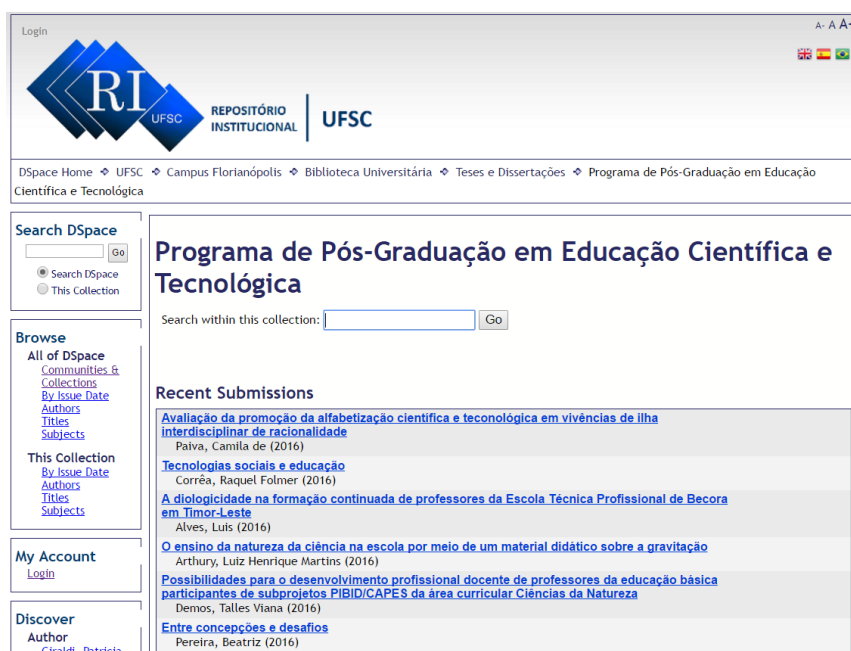 Login
A- A A+
RI
UFSC
REPOSITÓRIO
INSTITUCIONAL
UFSC
DSpace Home ❖ UFSC ❖ Campus Florianópolis ❖ Biblioteca Universitária ❖ Teses e Dissertações ❖ Programa de Pós-Graduação em Educação
Científica e Tecnológica
Search DSpace
Go
Search DSpace
This Collection
Browse
All of DSpace
Communities &
Collections
By Issue Date
Authors
Titles
Subjects
This Collection
By Issue Date
Authors
Titles
Subjects
My Account
Login
Discover
Author
Giraldi, Patricia
Programa de Pós-Graduação em Educação Científica e
Tecnológica
Search within this collection:
Go
Recent Submissions
Avaliação da promoção da alfabetização científica e teconológica em vivências de ilha
interdisciplinar de racionalidade
Paiva, Camila de (2016)
Tecnologias sociais e educação
Corrêa, Raquel Folmer (2016)
A diologicidade na formação continuada de professores da Escola Técnica Profissional de Becora
em Timor-Leste
Alves, Luis (2016)
O ensino da natureza da ciência na escola por meio de um material didático sobre a gravitação
Arthury, Luiz Henrique Martins (2016)
Possibilidades para o desenvolvimento profissional docente de professores da educação básica
participantes de subprojetos PIBID/CAPES da área curricular Ciências da Natureza
Demos, Talles Viana (2016)
Entre concepções e desafios
Pereira, Beatriz (2016)